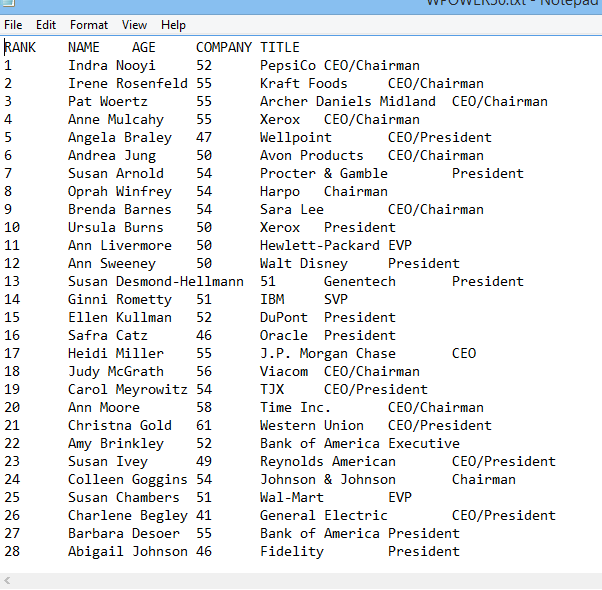 WPOWER50.txt - Notepad
File Edit Format View Help
RANK NAME AGE COMPANY TITLE
1 Indra Nooyi 52 PepsiCo CEO/Chairman
2 Irene Rosenfeld 55 Kraft Foods CEO/Chairman
3 Pat Woertz 55 Archer Daniels Midland CEO/Chairman
4 Anne Mulcahy 55 Xerox CEO/Chairman
5 Angela Braley 47 Wellpoint CEO/President
6 Andrea Jung 50 Avon Products CEO/Chairman
7 Susan Arnold 54 Procter & Gamble President
8 Oprah Winfrey 54 Harpo Chairman
9 Brenda Barnes 54 Sara Lee CEO/Chairman
10 Ursula Burns 50 Xerox President
11 Ann Livermore 50 Hewlett-Packard EVP
12 Ann Sweeney 50 Walt Disney President
13 Susan Desmond-Hellmann 51 Genentech President
14 Ginni Rometty 51 IBM SVP
15 Ellen Kullman 52 DuPont President
16 Safra Catz 46 Oracle President
17 Heidi Miller 55 J.P. Morgan Chase CEO
18 Judy McGrath 56 Viacom CEO/Chairman
19 Carol Meyrowitz 54 TJX CEO/President
20 Ann Moore 58 Time Inc. CEO/Chairman
21 Christna Gold 61 Western Union CEO/President
22 Amy Brinkley 52 Bank of America Executive
23 Susan Ivey 49 Reynolds American CEO/President
24 Colleen Goggins 54 Johnson & Johnson Chairman
25 Susan Chambers 51 Wal-Mart EVP
26 Charlene Begley 41 General Electric CEO/President
27 Barbara Desoer 55 Bank of America President
28 Abigail Johnson 46 Fidelity President